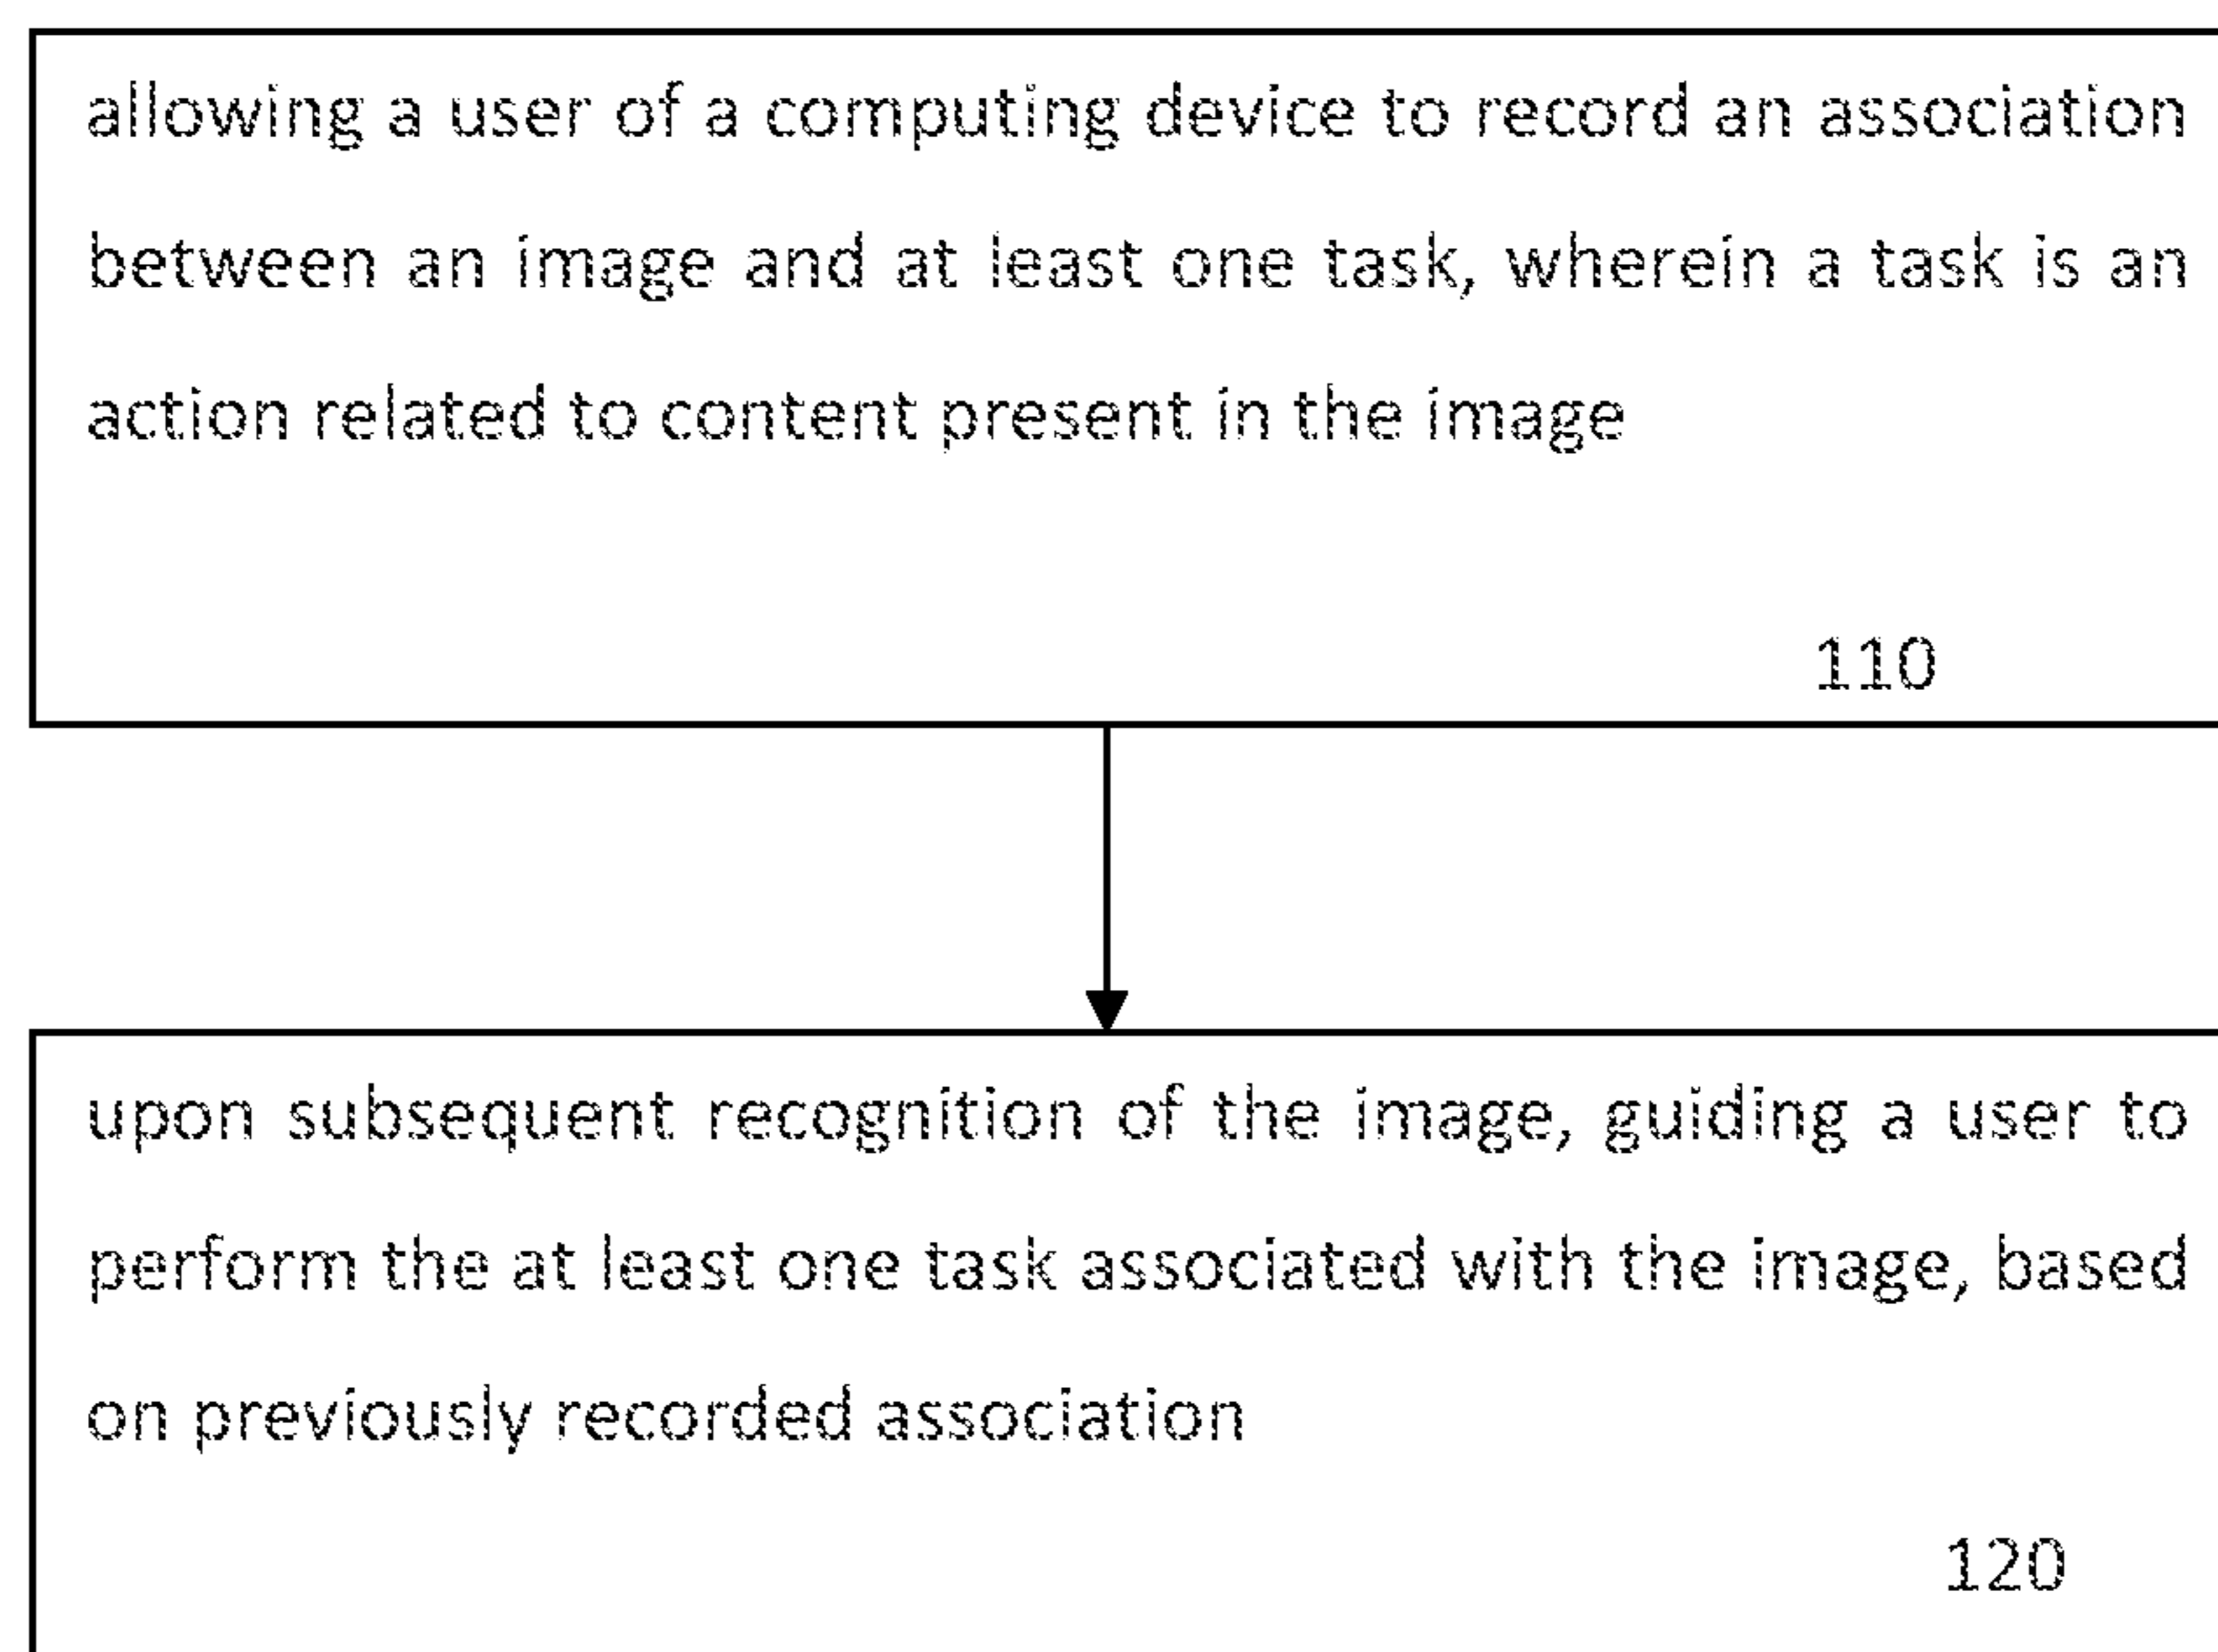 allowing a user of a computing device to record an association
between an image and at least one task, wherein a task is an
action related to content present in the image
110
upon subsequent recognition of the image, guiding a user to
perform the at least one task associated with the image, based
on previously recorded association
120